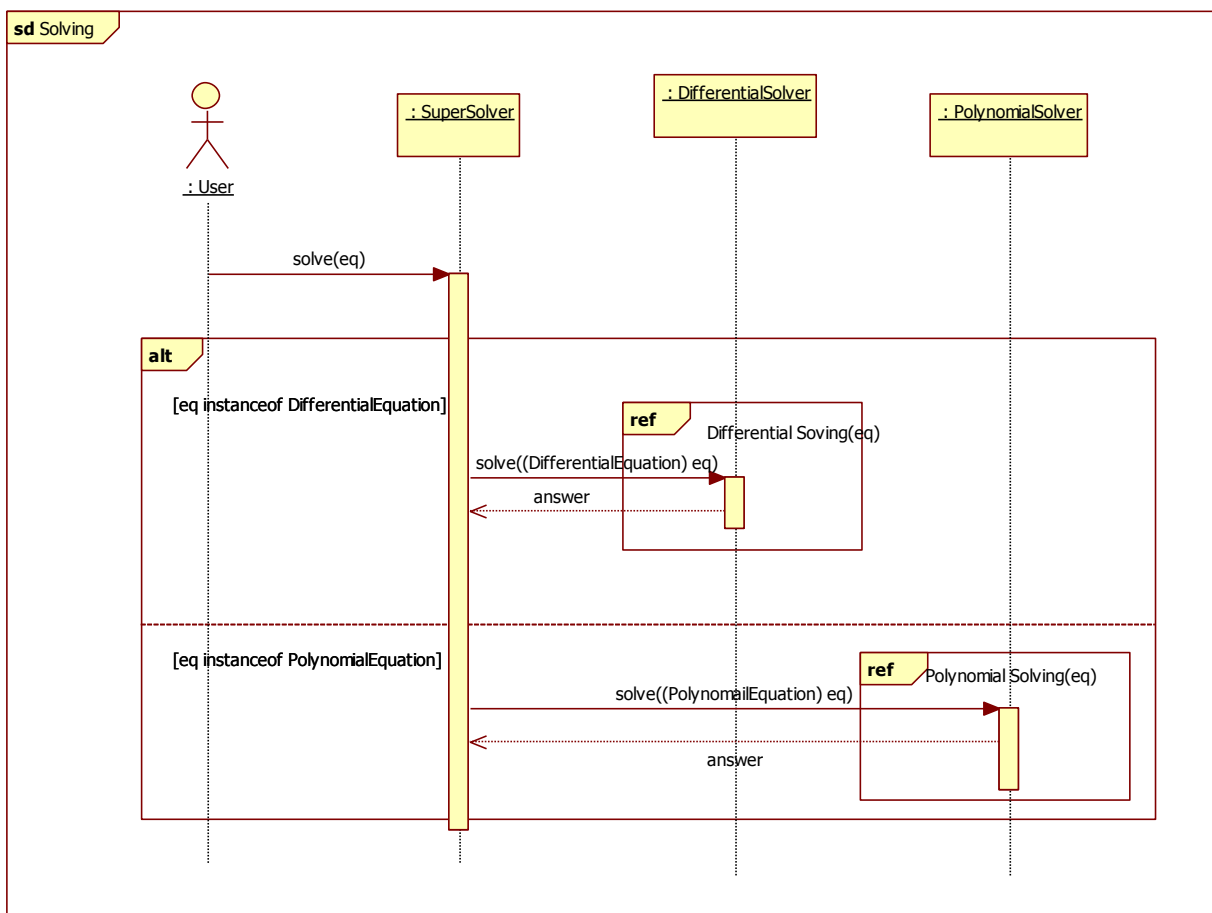 sd Solving
: DifferentialSolver
: SuperSolver
: PolynomialSolver
: User
solve(eq)
alt
[eq instanceof DifferentialEquation]
ref
Differential Soving(eq)
solve((DifferentialEquation) eq)
answer
[eq instanceof PolynomialEquation]
ref
Polynomial Solving(eq)
solve((PolynomailEquation) eq)
answer